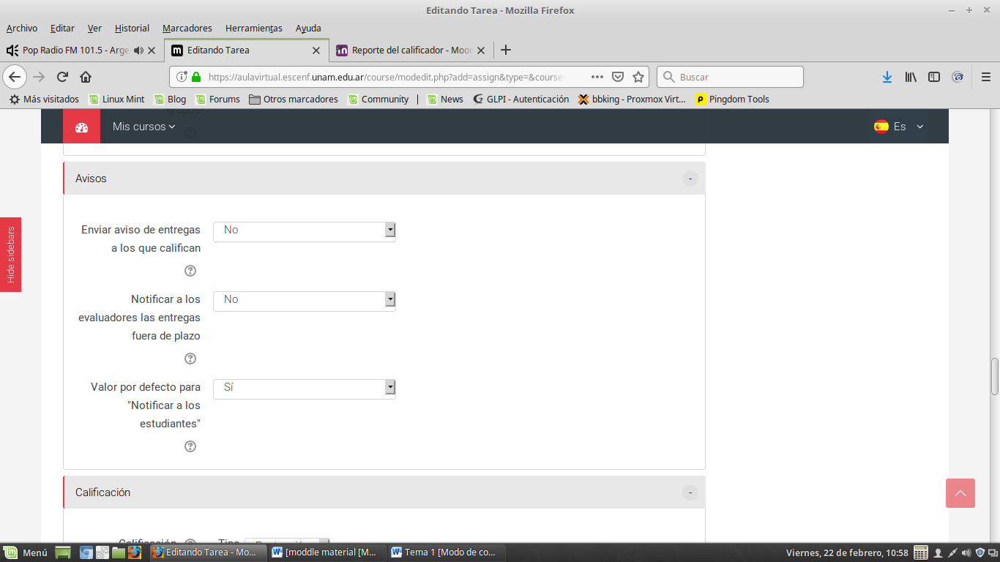 Editando Tarea - Mozilla Firefox
Archivo Editar Ver Historial Marcadores Herramientas Ayuda
Pop Radio FM 101.5 - Arge Editando Tarea Reporte del calificador - Mood
https://aulavirtual.escenf.unam.edu.ar/course/modedit.php?add=assign&type=&course Buscar
Más visitados Linux Mint Blog Forums Otros marcadores Community | News GLPI - Autenticación bbking - Proxmox Virt... Pingdom Tools
Mis cursos Es
Avisos -
Hide sidebars
Enviar aviso de entregas No
a los que califican
?
Notificar a los No
evaluadores las entregas
fuera de plazo
?
Valor por defecto para Sí
"Notificar a los
estudiantes"
?
Calificación -
Calificación Tipo
Menú Editando Tarea - Mo... [moddle material [M... Tema 1 [Modo de co... Viernes, 22 de febrero, 10:58